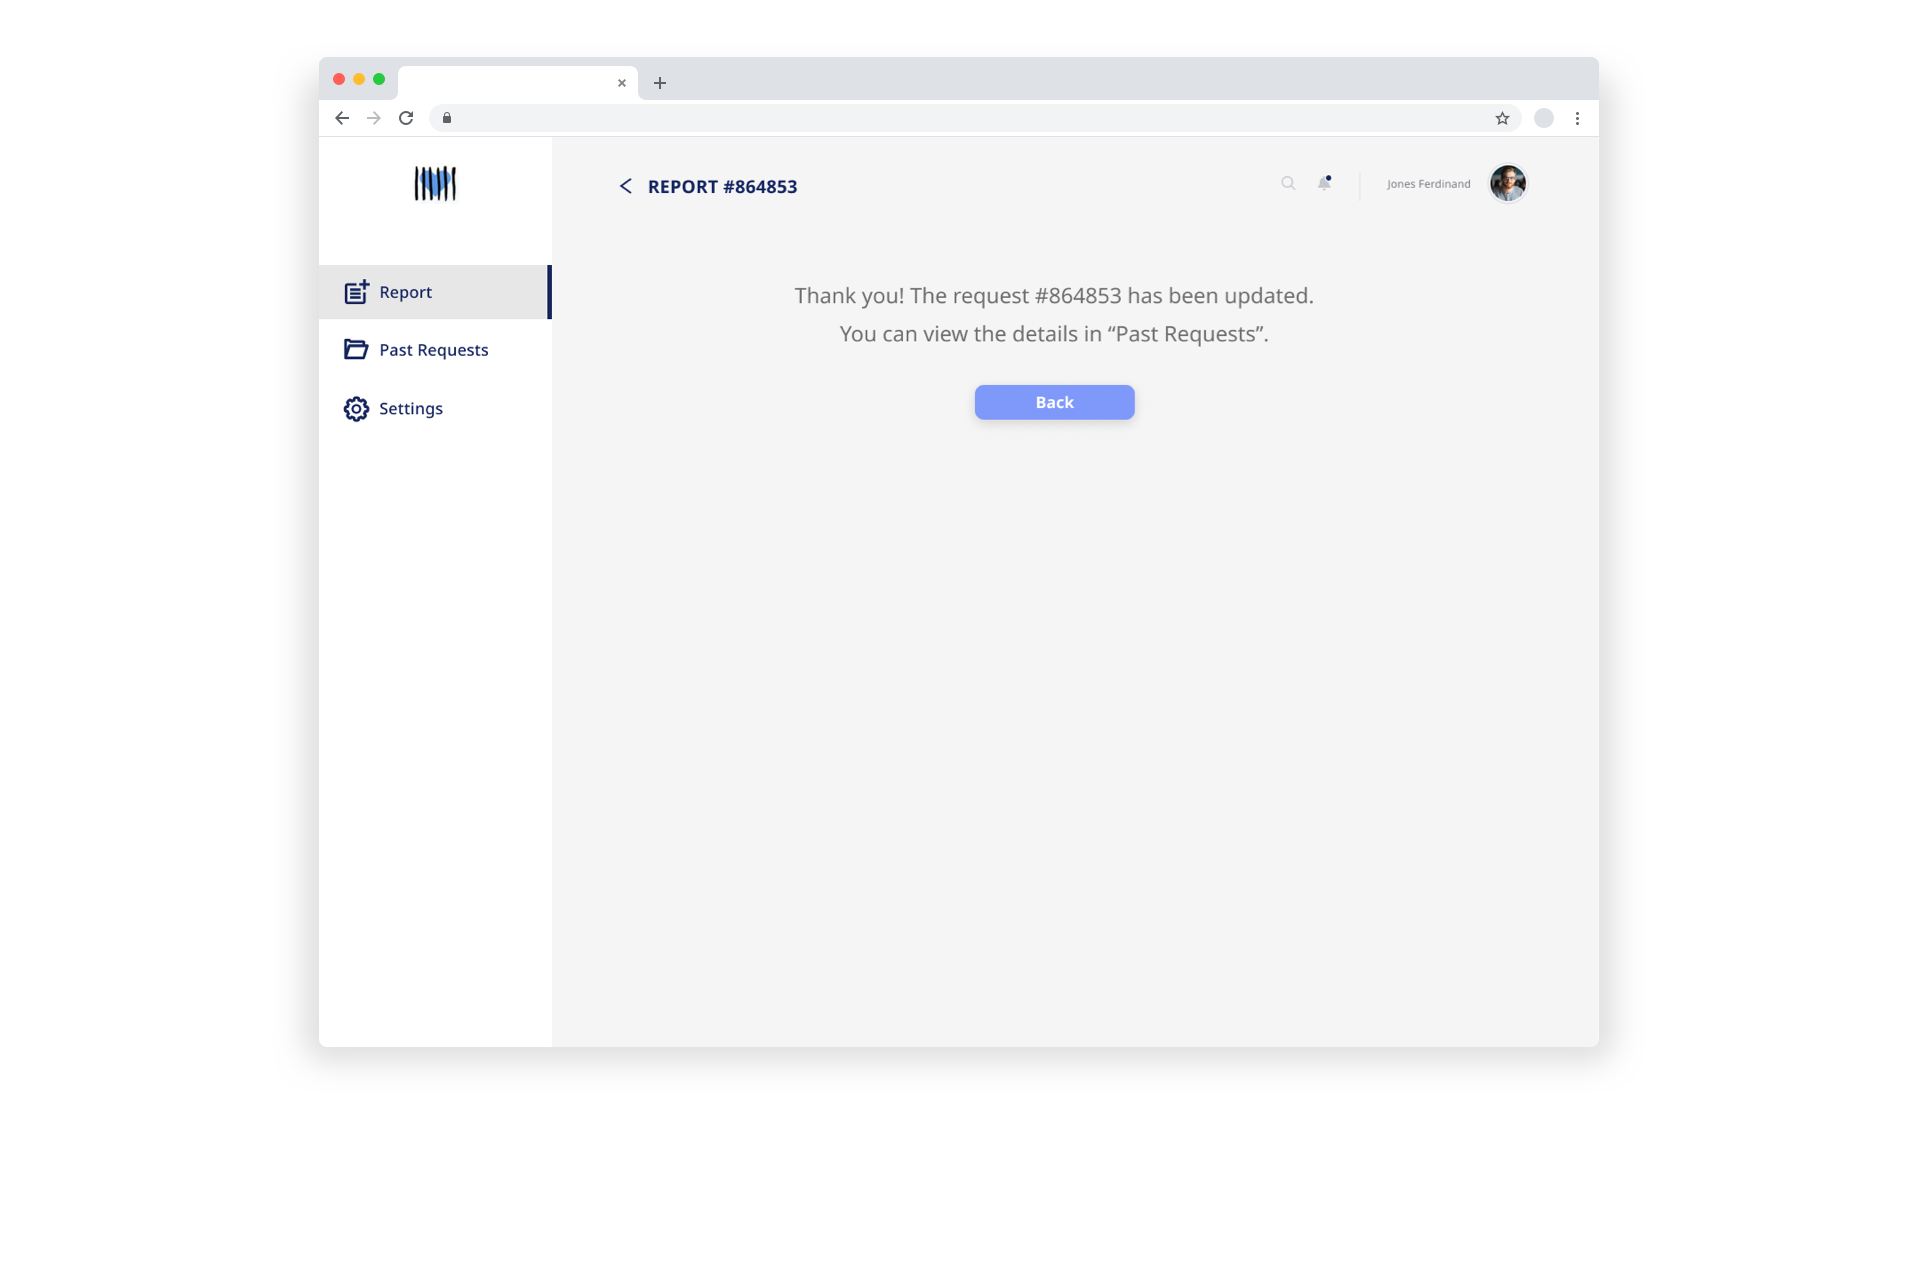 REPORT #864853
Jones Ferdinand
Report
Past Requests
Settings
Thank you! The request #864853 has been updated.
You can view the details in “Past Requests”.
Back